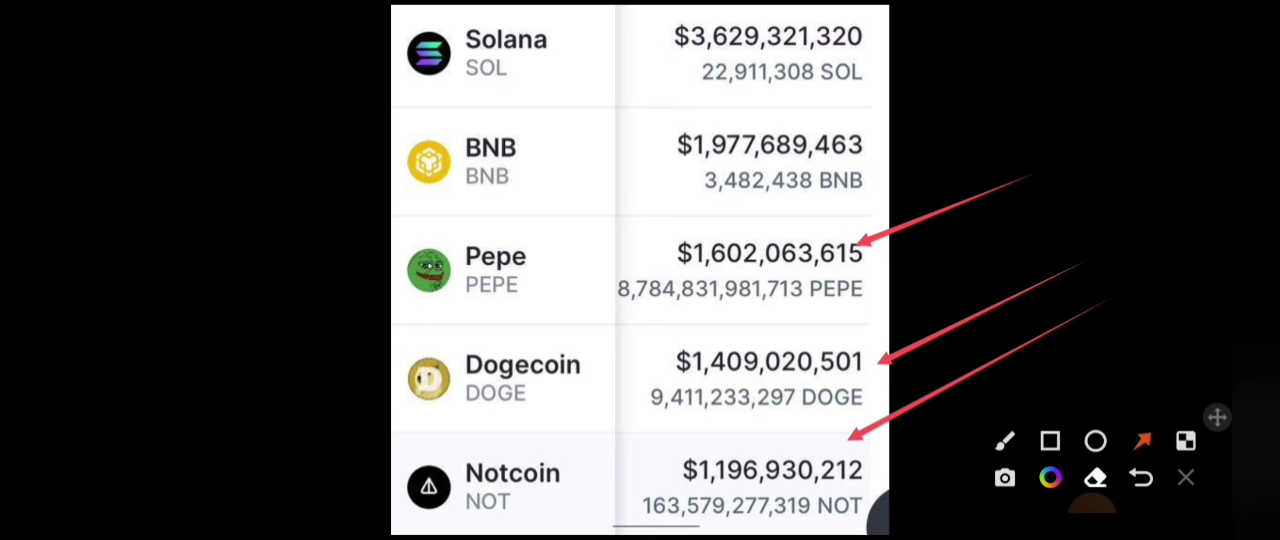 Solana
$3,629,321,320
SOL
22,911,308 SOL
BNB
$1,977,689,463
BNB
3,482,438 BNB
Pepe
$1,602,063,615
PEPE
8,784,831,981,713 PEPE
Dogecoin
$1,409,020,501
DOGE
9,411,233,297 DOGE
Notcoin
$1,196,930,212
NOT
163,579,277,319 NOT